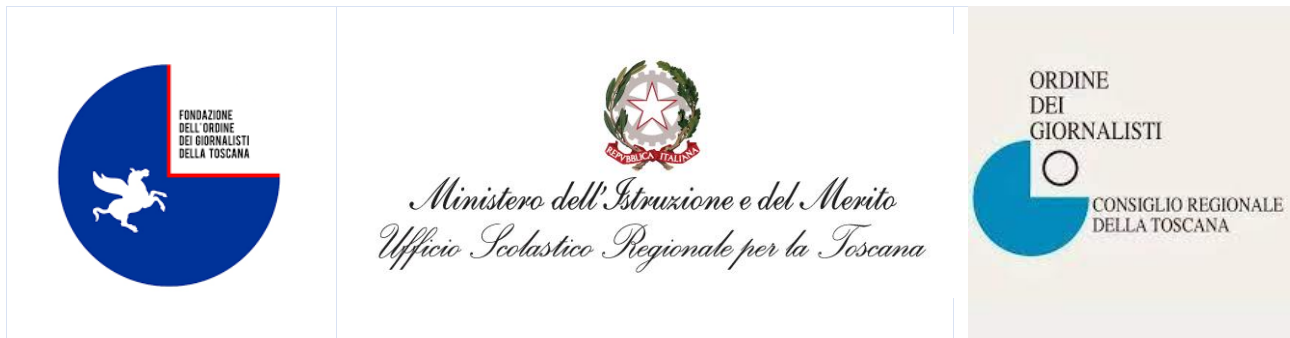 FONDAZIONE
DELL'ORDINE
DEI GIORNALISTI
DELLA TOSCANA
REPVBBLICA ITALIANA
Ministero dell'Istruzione e del Merito
Ufficio Scolastico Regionale per la Toscana
ORDINE
DEI
GIORNALISTI
CONSIGLIO REGIONALE
DELLA TOSCANA